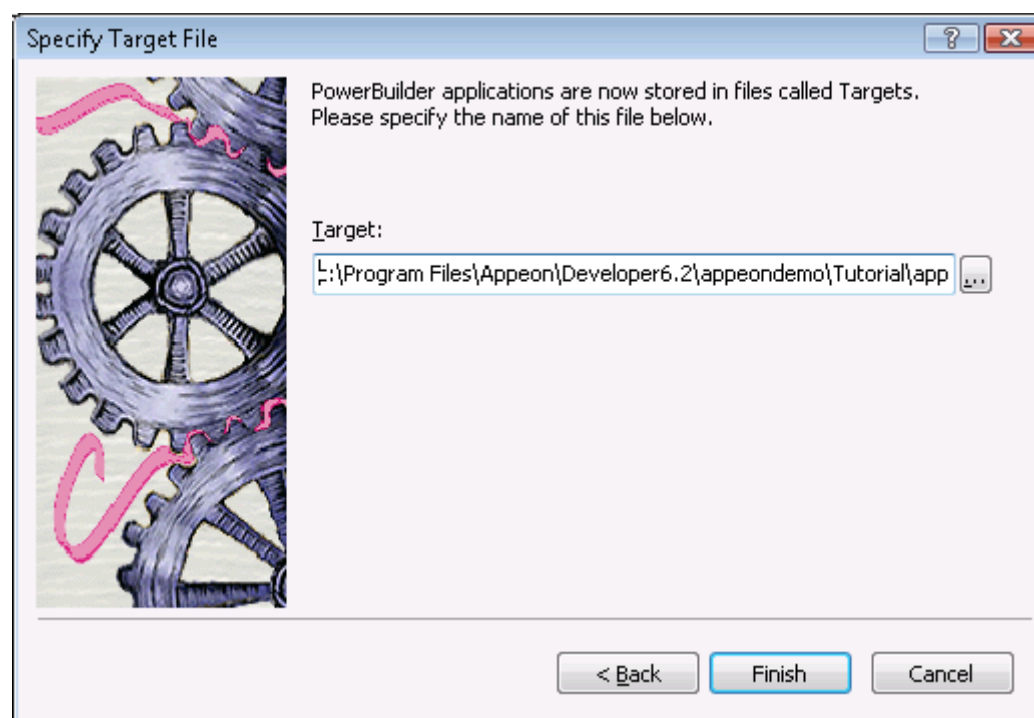 Specify Target File
PowerBuilder applications are now stored in files called Targets.
Please specify the name of this file below.
Target:
:\Program Files\Appeon\Developer6.2\appeondemo\Tutorial\app
...
< Back
Finish
Cancel